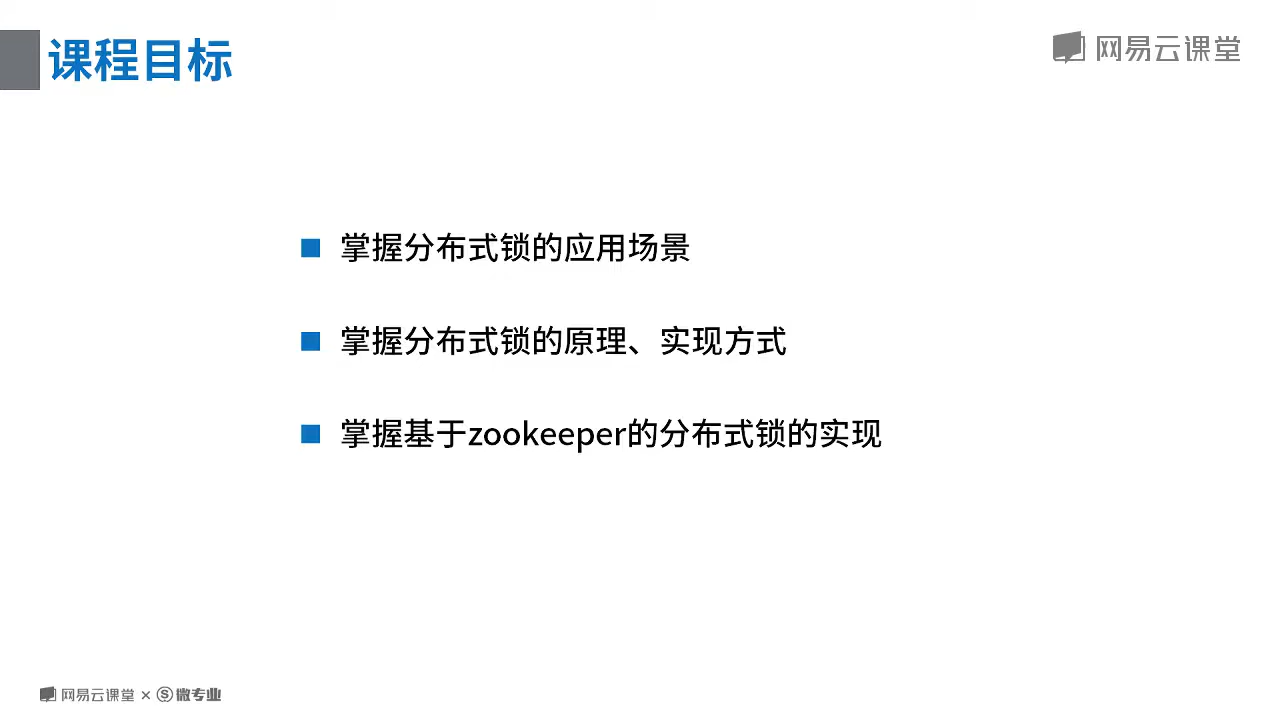 课程目标
网易云课堂
掌握分布式锁的应用场景
掌握分布式锁的原理、实现方式
掌握基于zookeeper的分布式锁的实现
网易云课堂 × Ⓢ 微专业